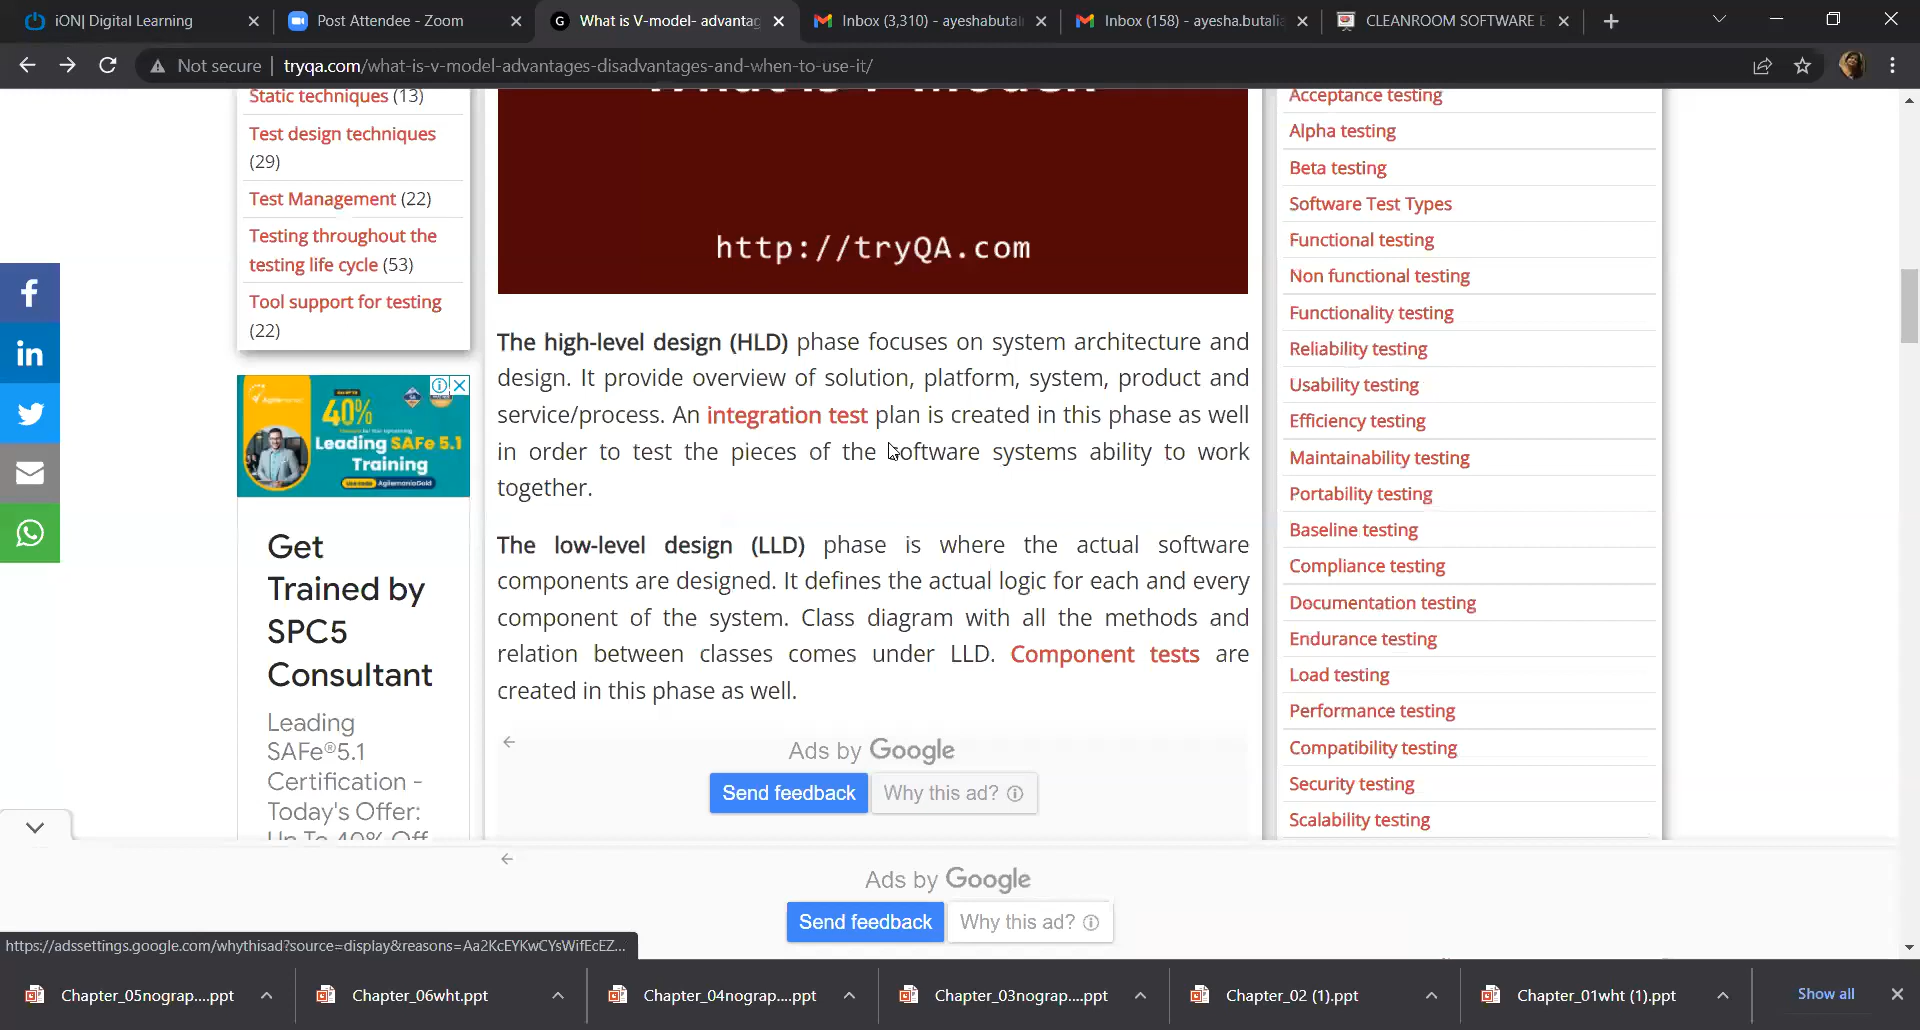 iON| Digital Learning
Post Attendee - Zoom
What is V-model- advantag
Inbox (3,310) - ayeshabutal
Inbox (158) - ayesha.butalia
CLEANROOM SOFTWARE E
Not secure
tryqa.com/what-is-v-model-advantages-disadvantages-and-when-to-use-it/
Static techniques (13)
Test design techniques
(29)
Test Management (22)
Testing throughout the
testing life cycle (53)
Tool support for testing
(22)
40%
Leading SAFe 5.1
Training
Get
Trained by
SPC5
Consultant
Leading
SAFe®5.1
Certification -
Today's Offer:
Up To 40% Off
http://tryQA.com
The high-level design (HLD) phase focuses on system architecture and
design. It provide overview of solution, platform, system, product and
service/process. An integration test plan is created in this phase as well
in order to test the pieces of the software systems ability to work
together.
The low-level design (LLD) phase is where the actual software
components are designed. It defines the actual logic for each and every
component of the system. Class diagram with all the methods and
relation between classes comes under LLD. Component tests are
created in this phase as well.
Ads by Google
Send feedback
Why this ad?
Acceptance testing
Alpha testing
Beta testing
Software Test Types
Functional testing
Non functional testing
Functionality testing
Reliability testing
Usability testing
Efficiency testing
Maintainability testing
Portability testing
Baseline testing
Compliance testing
Documentation testing
Endurance testing
Load testing
Performance testing
Compatibility testing
Security testing
Scalability testing
Ads by Google
Send feedback
Why this ad?
https://adssettings.google.com/whythisad?source=display&reasons=Aa2KcEYKwCYsWifEcEZ...
Chapter_05nograp....ppt
Chapter_06wht.ppt
Chapter_04nograp....ppt
Chapter_03nograp....ppt
Chapter_02 (1).ppt
Chapter_01wht (1).ppt
Show all